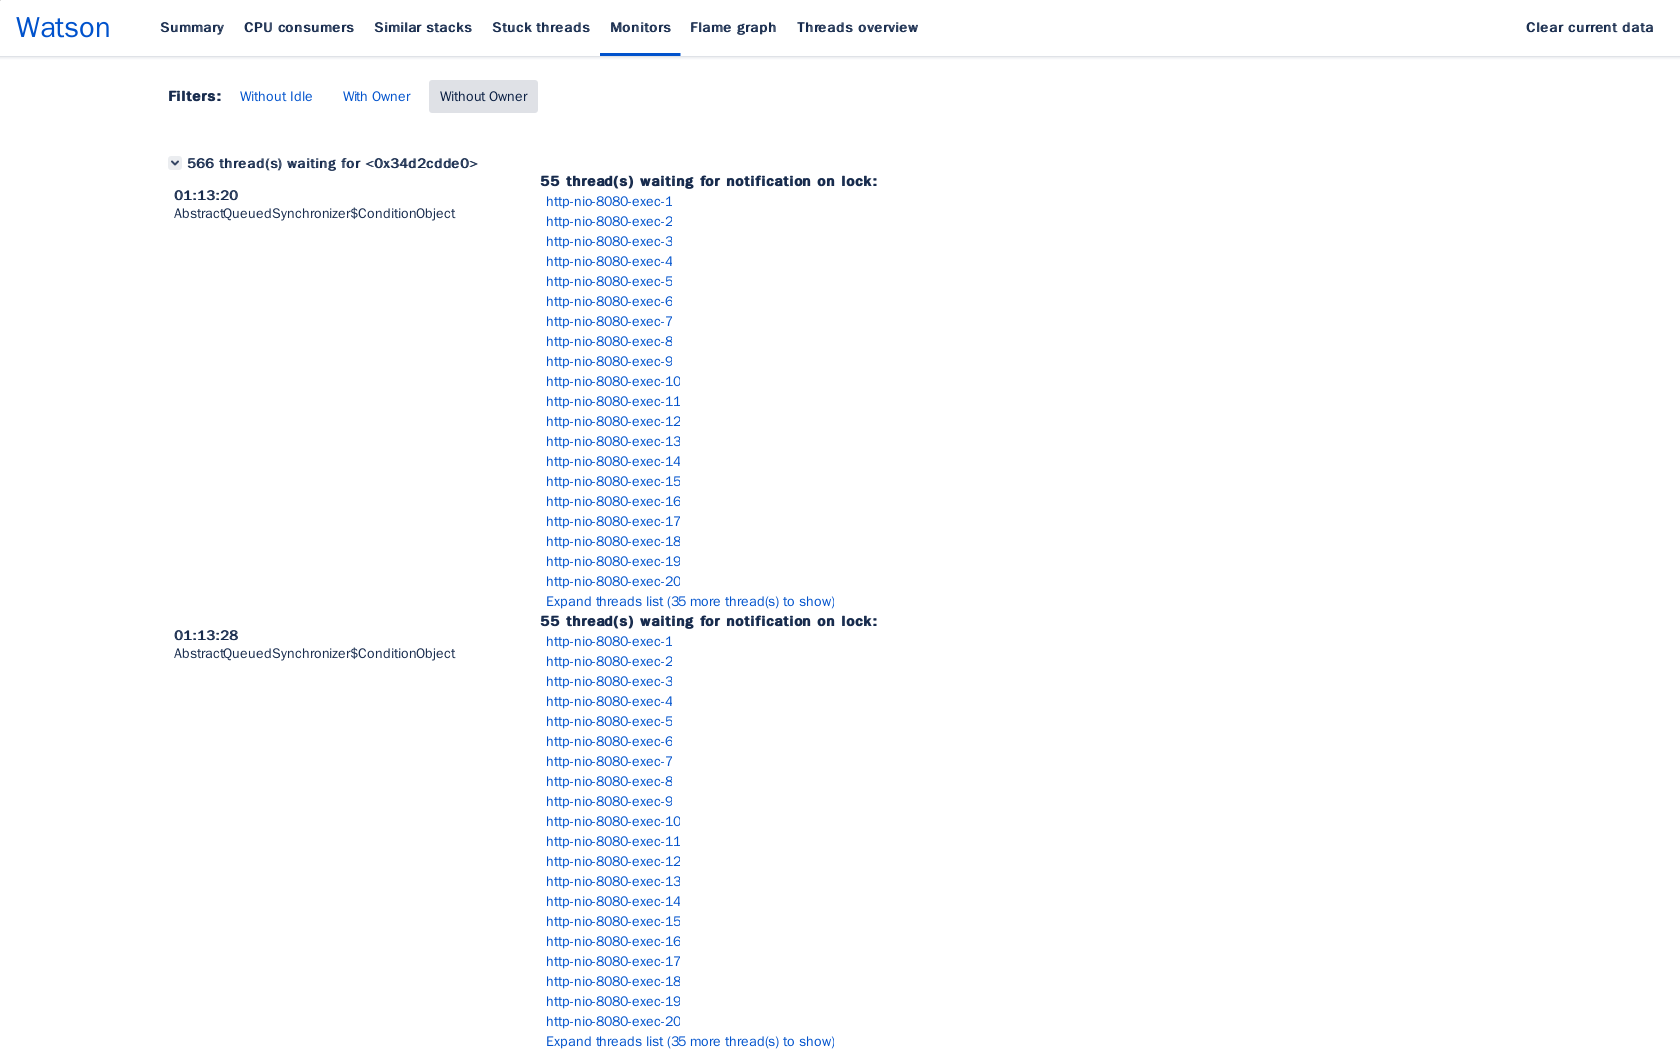 Watson Summary CPU consumers Similar stacks Stuck threads Monitors Flame graph Threads overview Clear current data
Filters: Without Idle With Owner Without Owner
566 thread(s) waiting for <0x34d2cdde0>
01:13:20
AbstractQueuedSynchronizer$ConditionObject
55 thread(s) waiting for notification on lock:
http-nio-8080-exec-1
http-nio-8080-exec-2
http-nio-8080-exec-3
http-nio-8080-exec-4
http-nio-8080-exec-5
http-nio-8080-exec-6
http-nio-8080-exec-7
http-nio-8080-exec-8
http-nio-8080-exec-9
http-nio-8080-exec-10
http-nio-8080-exec-11
http-nio-8080-exec-12
http-nio-8080-exec-13
http-nio-8080-exec-14
http-nio-8080-exec-15
http-nio-8080-exec-16
http-nio-8080-exec-17
http-nio-8080-exec-18
http-nio-8080-exec-19
http-nio-8080-exec-20
Expand threads list (35 more thread(s) to show)
01:13:28
AbstractQueuedSynchronizer$ConditionObject
55 thread(s) waiting for notification on lock:
http-nio-8080-exec-1
http-nio-8080-exec-2
http-nio-8080-exec-3
http-nio-8080-exec-4
http-nio-8080-exec-5
http-nio-8080-exec-6
http-nio-8080-exec-7
http-nio-8080-exec-8
http-nio-8080-exec-9
http-nio-8080-exec-10
http-nio-8080-exec-11
http-nio-8080-exec-12
http-nio-8080-exec-13
http-nio-8080-exec-14
http-nio-8080-exec-15
http-nio-8080-exec-16
http-nio-8080-exec-17
http-nio-8080-exec-18
http-nio-8080-exec-19
http-nio-8080-exec-20
Expand threads list (35 more thread(s) to show)